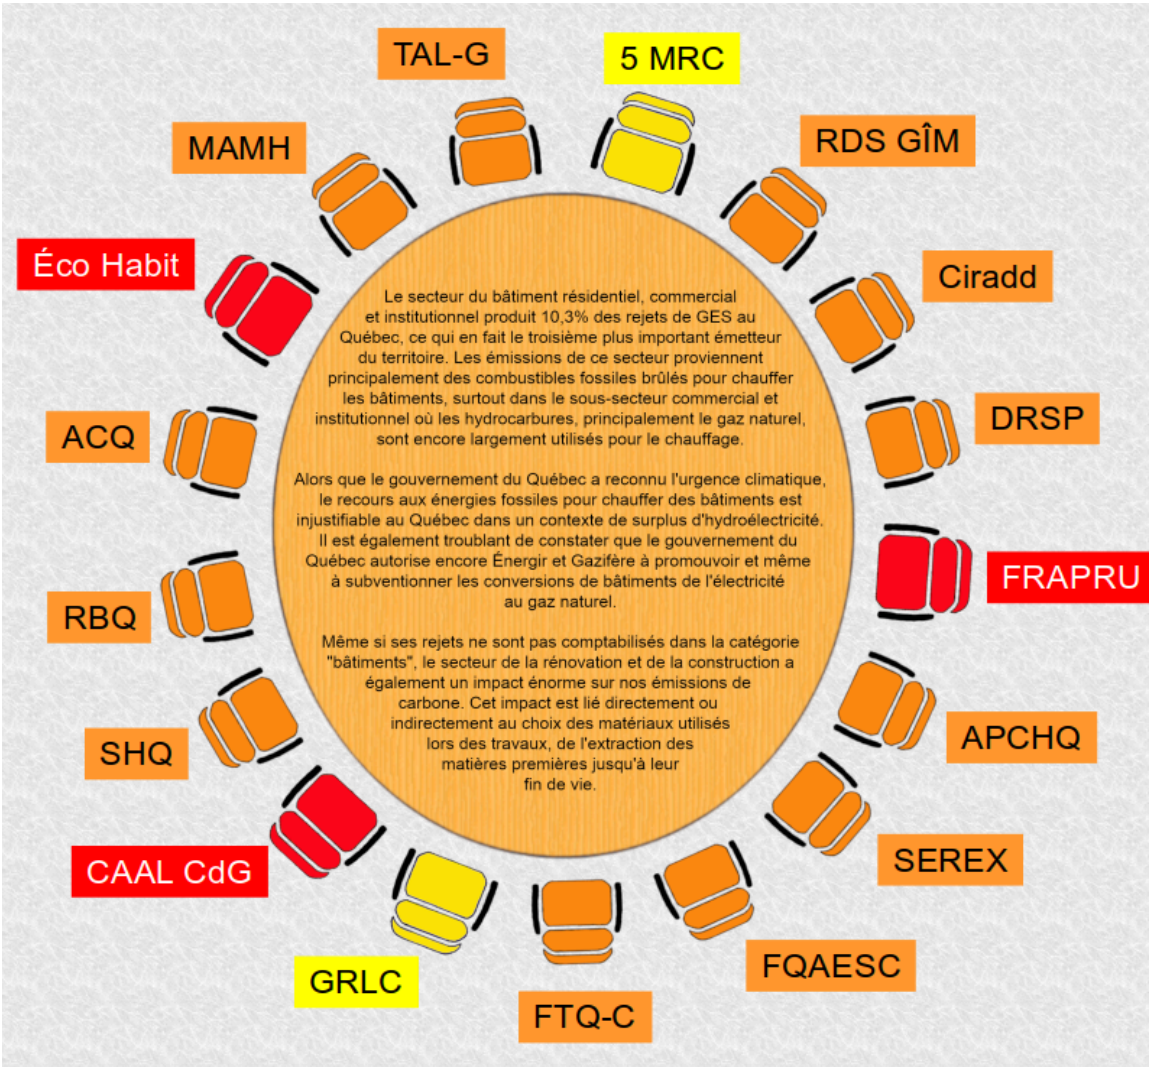 TAL-G
5 MRC
MAMH
RDS GÎM
Éco Habit
Ciradd
ACQ
DRSP
RBQ
FRAPRU
SHQ
APCHQ
CAAL CdG
SEREX
GRLC
FQAESC
FTQ-C
Le secteur du bâtiment résidentiel, commercial
et institutionnel produit 10,3% des rejets de GES au
Québec, ce qui en fait le troisième plus important émetteur
du territoire. Les émissions de ce secteur proviennent
principalement des combustibles fossiles brûlés pour chauffer
les bâtiments, surtout dans le sous-secteur commercial et
institutionnel où les hydrocarbures, principalement le gaz naturel,
sont encore largement utilisés pour le chauffage.
Alors que le gouvernement du Québec a reconnu l'urgence climatique,
le recours aux énergies fossiles pour chauffer des bâtiments est
injustifiable au Québec dans un contexte de surplus d'hydroélectricité.
Il est également troublant de constater que le gouvernement du
Québec autorise encore Énergir et Gazifère à promouvoir et même
à subventionner les conversions de bâtiments de l'électricité
au gaz naturel.
Même si ses rejets ne sont pas comptabilisés dans la catégorie
"bâtiments", le secteur de la rénovation et de la construction a
également un impact énorme sur nos émissions de
carbone. Cet impact est lié directement ou
indirectement au choix des matériaux utilisés
lors des travaux, de l'extraction des
matières premières jusqu'à leur
fin de vie.